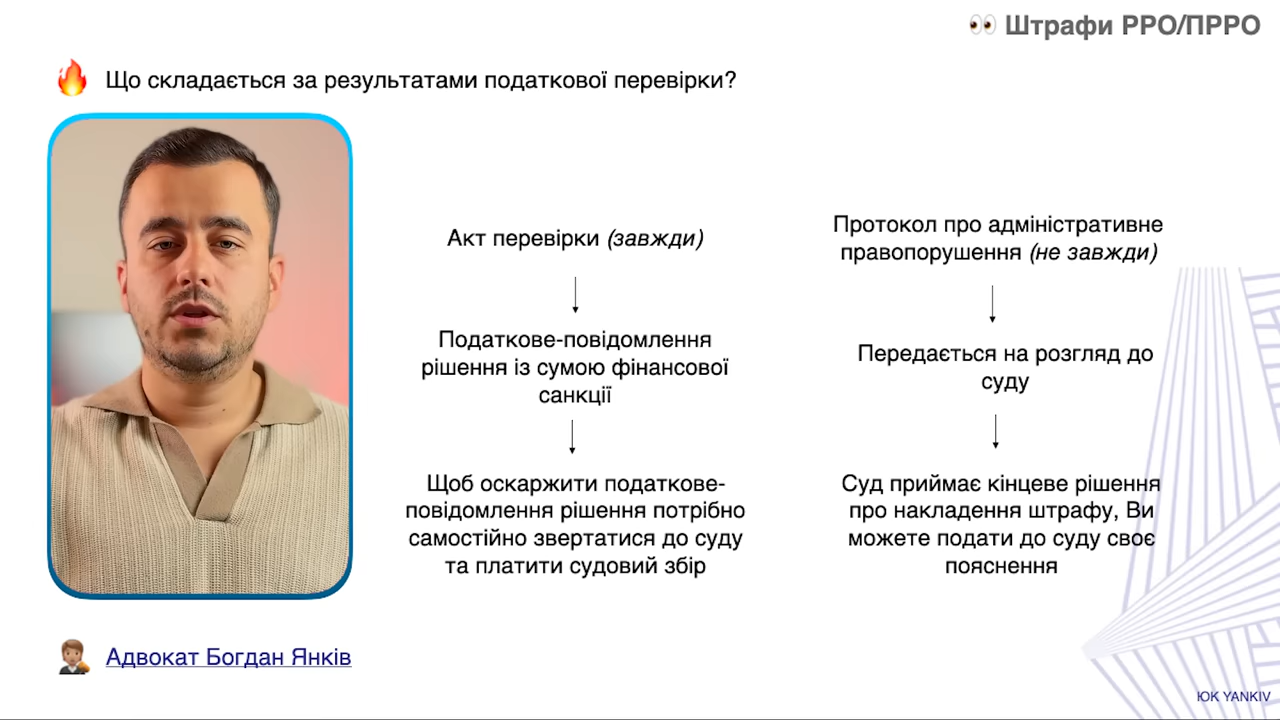 👀 Штрафи РРО/ПРРО
🔥 Що складається за результатами податкової перевірки?
Акт перевірки (завжди)
Податкове-повідомлення
рішення із сумою фінансової
санкції
Щоб оскаржити податкове-
повідомлення рішення потрібно
самостійно звертатися до суду
та платити судовий збір
Протокол про адміністративне
правопорушення (не завжди)
Передається на розгляд до
суду
Суд приймає кінцеве рішення
про накладення штрафу, Ви
можете подати до суду своє
пояснення
Адвокат Богдан Янків
ЮК YANKIV